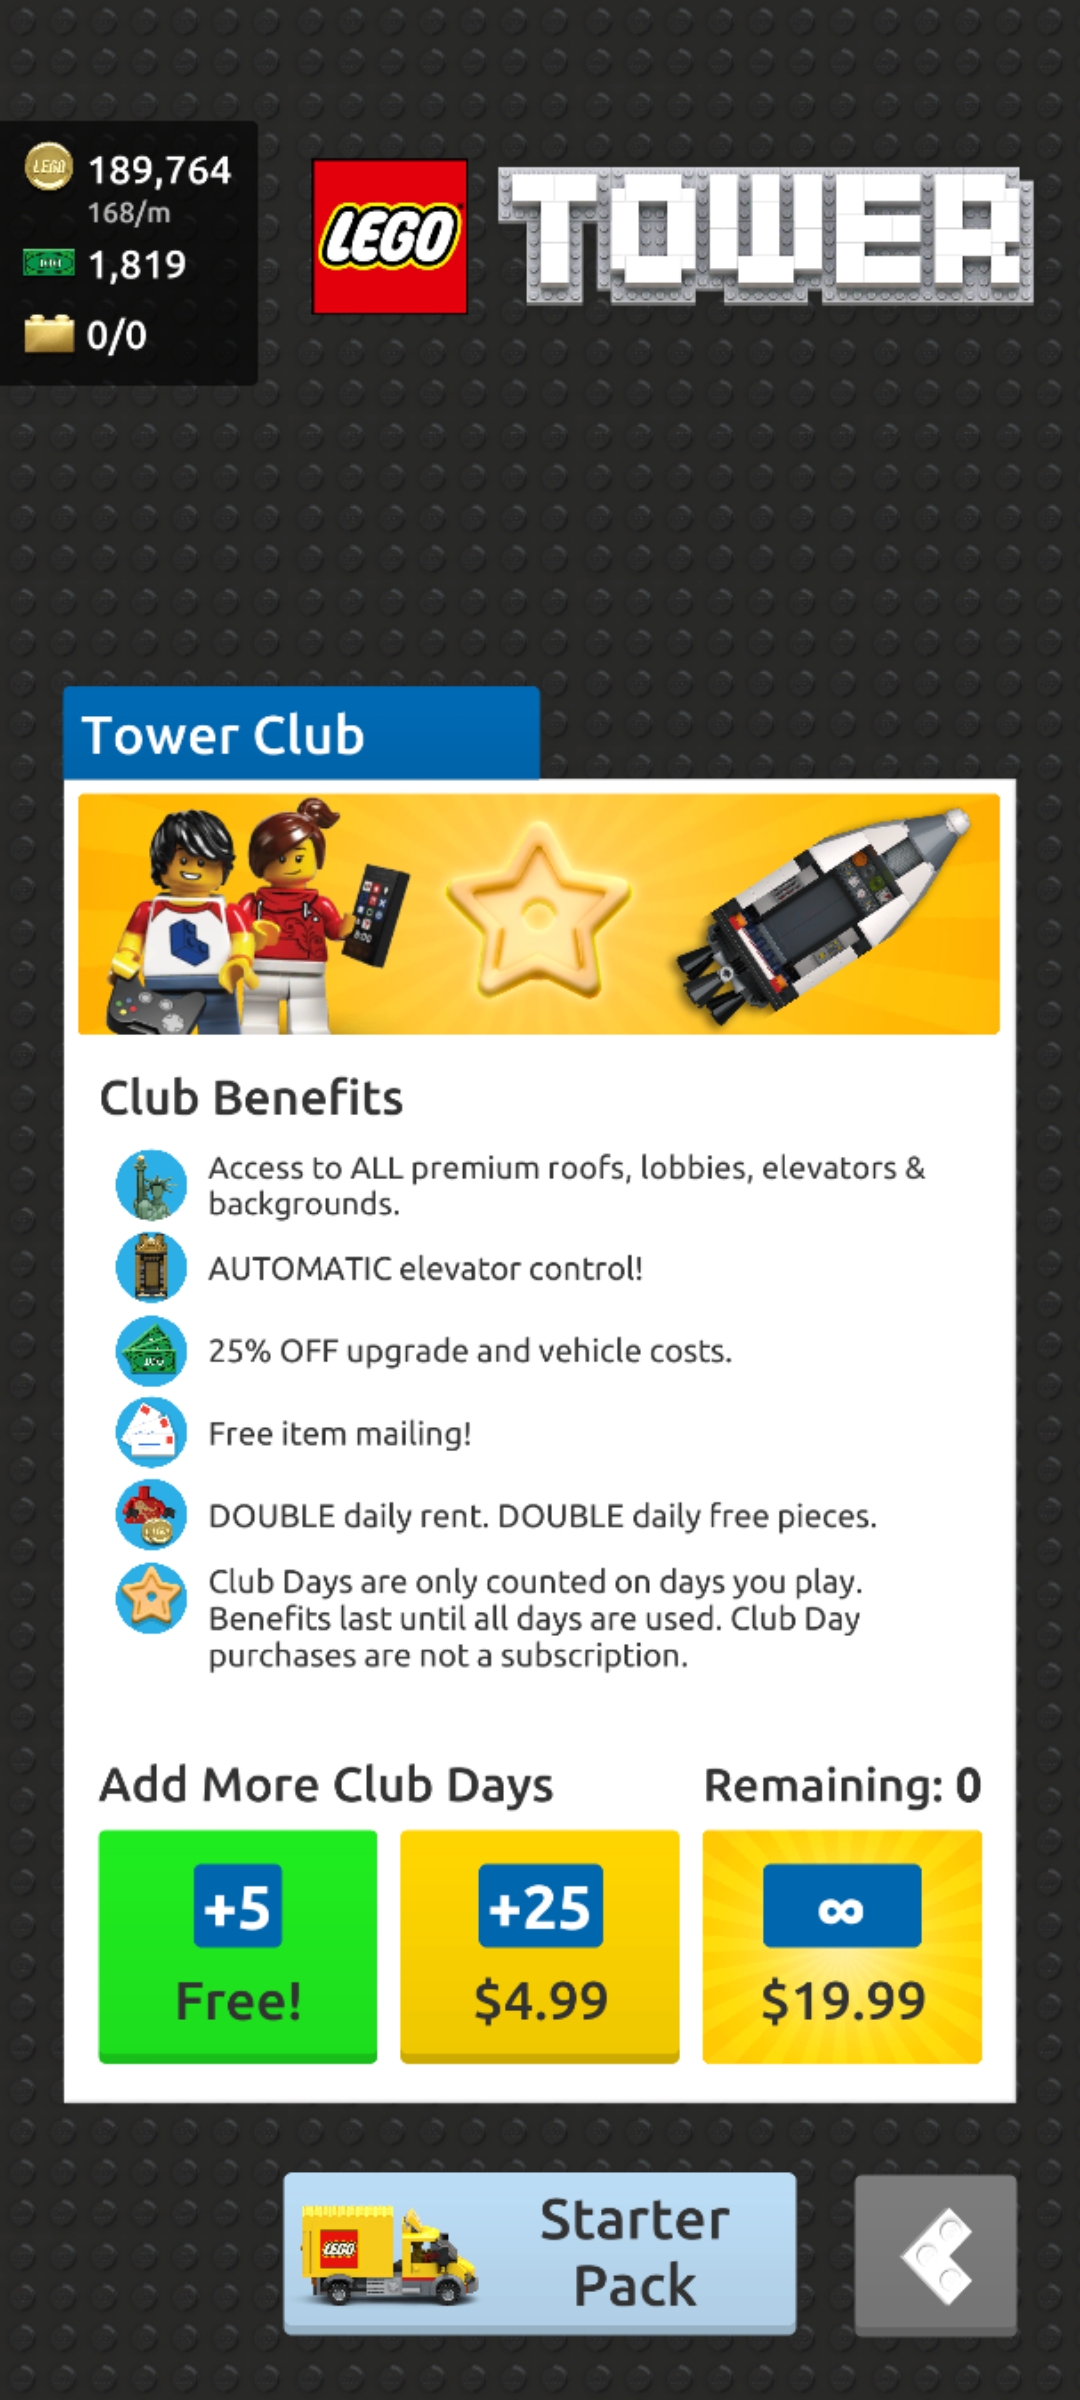 189,764
168/m
1,819
0/0
LEGO
TOWER
Tower Club
Club Benefits
Access to ALL premium roofs, lobbies, elevators &
backgrounds.
AUTOMATIC elevator control!
25% OFF upgrade and vehicle costs.
Free item mailing!
DOUBLE daily rent. DOUBLE daily free pieces.
Club Days are only counted on days you play.
Benefits last until all days are used. Club Day
purchases are not a subscription.
Add More Club Days
Remaining: 0
+5
Free!
+25
$4.99
∞
$19.99
LEGO
Starter
Pack